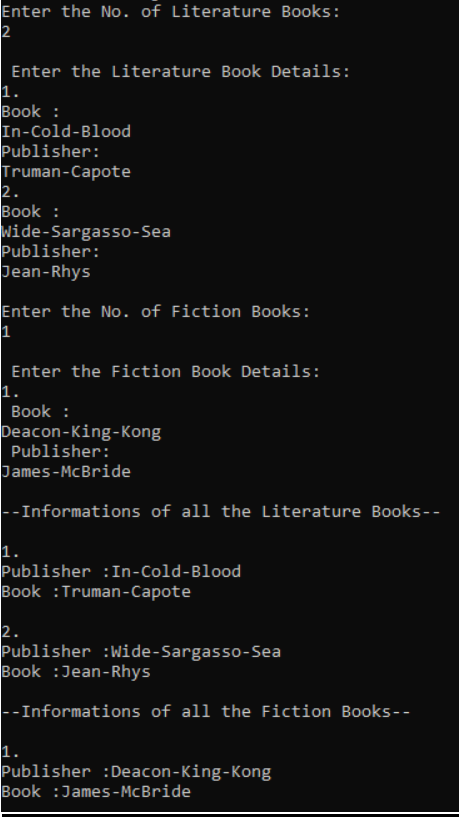 Enter the No. of Literature Books:
2
Enter the Literature Book Details:
1.
Book :
In-Cold-Blood
Publisher:
Truman-Capote
2.
Book :
Wide-Sargasso-Sea
Publisher:
Jean-Rhys
Enter the No. of Fiction Books:
1
Enter the Fiction Book Details:
1.
Book :
Deacon-King-Kong
Publisher:
James-McBride
--Informations of all the Literature Books--
1.
Publisher :In-Cold-Blood
Book :Truman-Capote
2.
Publisher :Wide-Sargasso-Sea
Book :Jean-Rhys
--Informations of all the Fiction Books--
1.
Publisher :Deacon-King-Kong
Book :James-McBride